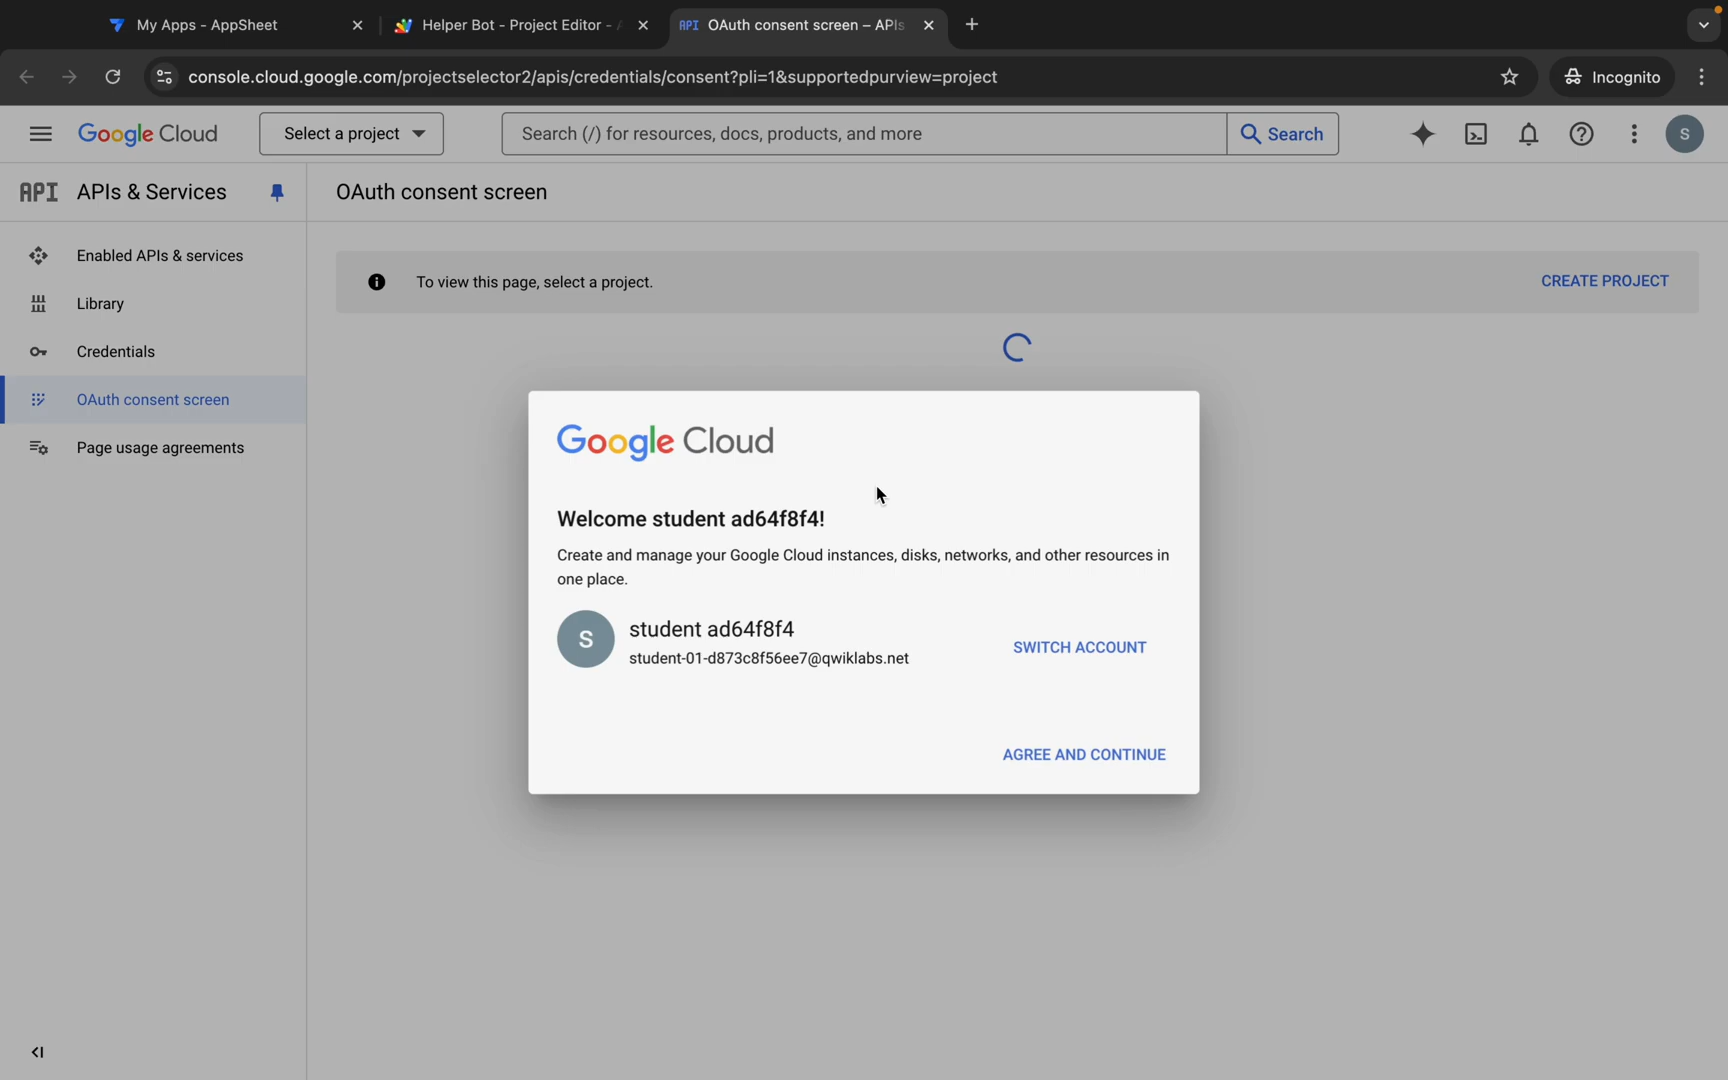 My Apps - AppSheet
Helper Bot - Project Editor -
API OAuth consent screen – APIs
console.cloud.google.com/projectselector2/apis/credentials/consent?pli=1&supportedpurview=project
Incognito
Google Cloud
Select a project
Search (/) for resources, docs, products, and more
Search
S
API APIs & Services
OAuth consent screen
Enabled APIs & services
Library
Credentials
OAuth consent screen
Page usage agreements
To view this page, select a project.
CREATE PROJECT
Google Cloud
Welcome student ad64f8f4!
Create and manage your Google Cloud instances, disks, networks, and other resources in
one place.
S
student ad64f8f4
student-01-d873c8f56ee7@qwiklabs.net
SWITCH ACCOUNT
AGREE AND CONTINUE